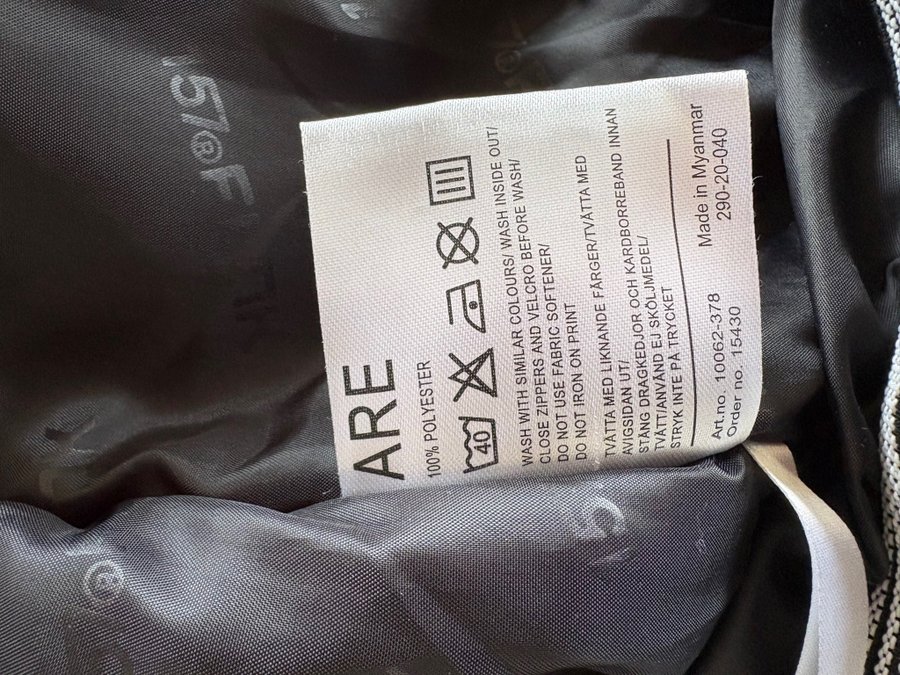 ARE
100% POLYESTER
40
WASH WITH SIMILAR COLOURS/ WASH INSIDE OUT/
CLOSE ZIPPERS AND VELCRO BEFORE WASH/
DO NOT USE FABRIC SOFTENER/
DO NOT IRON ON PRINT
TVÄTTA MED LIKNANDE FÄRGER/TVÄTTA MED
AVIGSIDAN UT/
STÄNG DRAGKEDJOR OCH KARDBORREBAND INNAN
TVÄTT/ANVÄND EJ SKÖLJMEDEL/
STRYK INTE PÅ TRYCKET
Art.no. 10062-378 Made in Myanmar
Order no. 15430 290-20-040
57®F